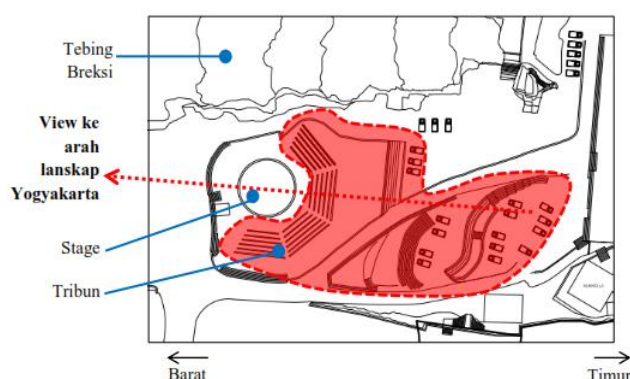 Tebing
Breksi
View ke
arah
lanskap
Yogyakarta
Stage
Tribun
Barat
Timur